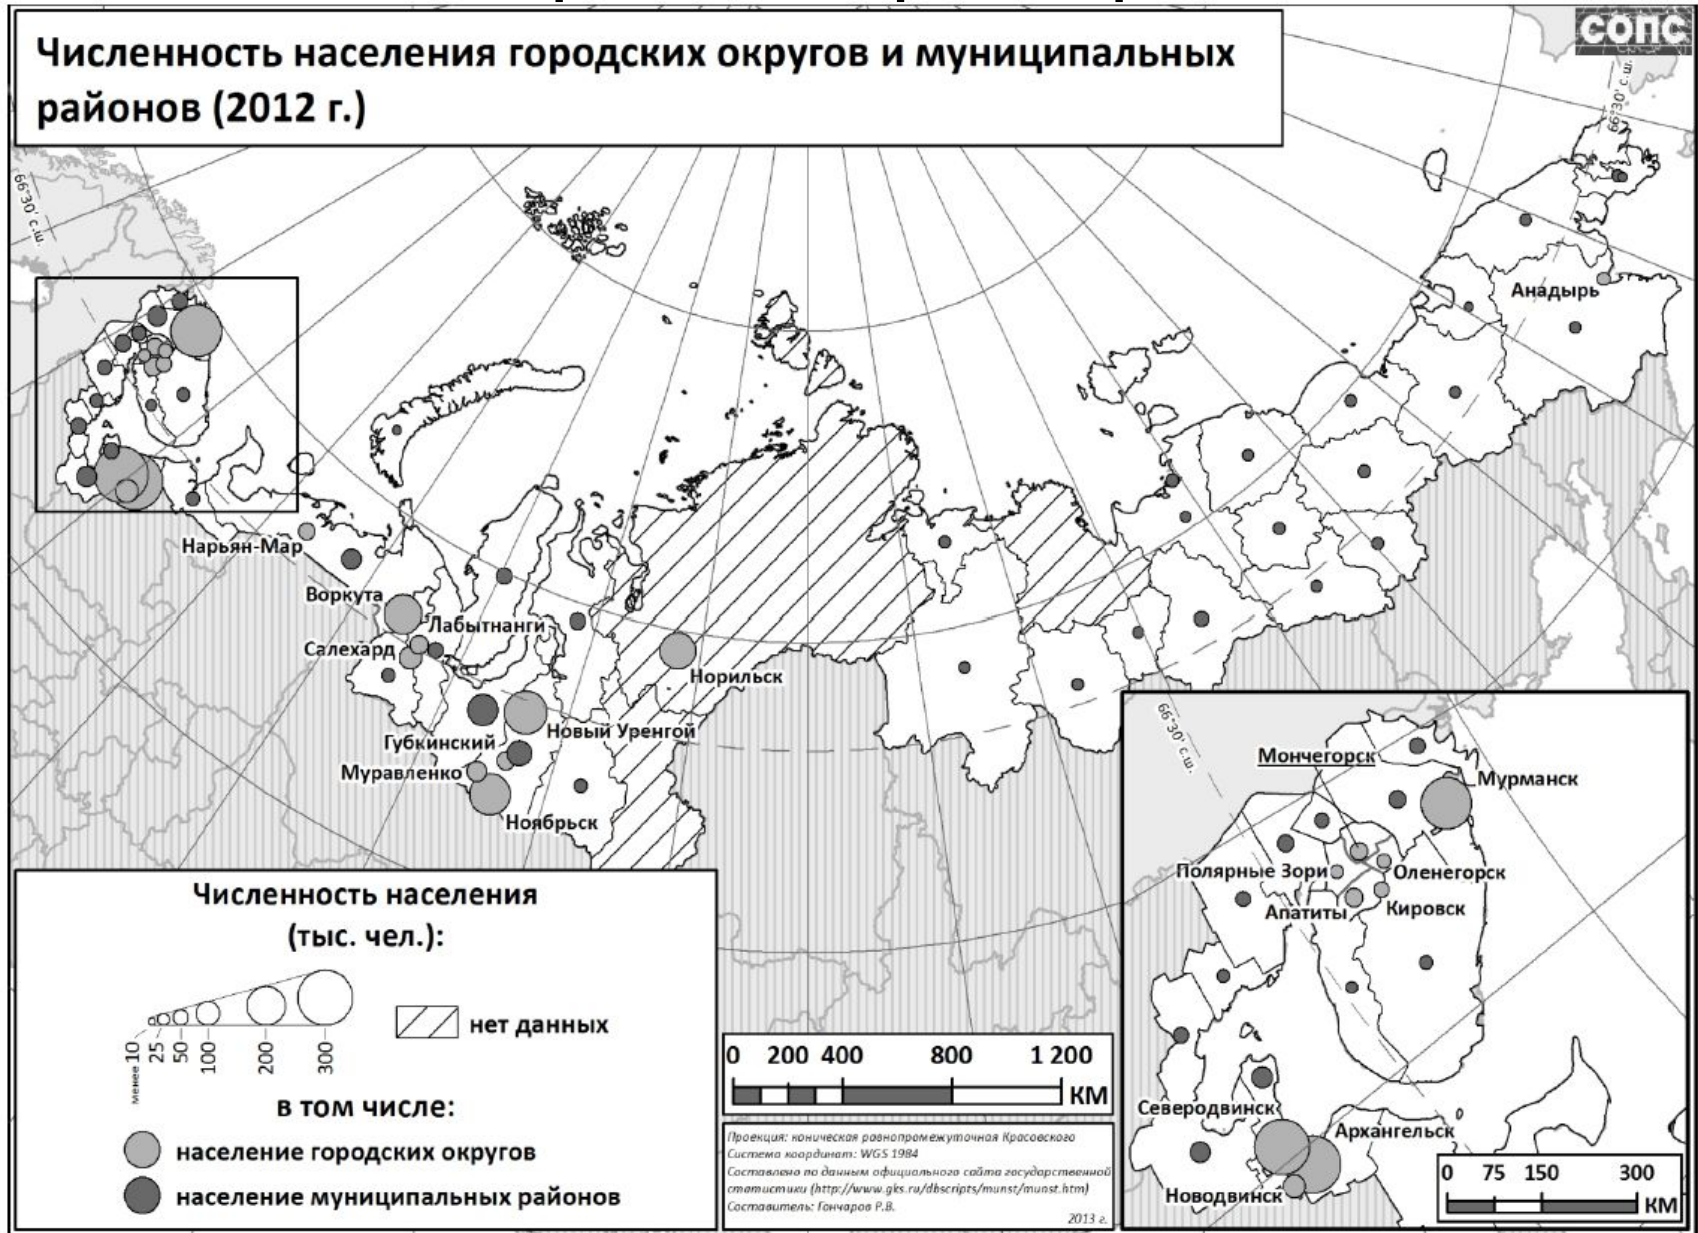 Численность населения городских округов и муниципальных
районов (2012 г.)
СОПС
66°30' с.ш.
66°30' с.ш.
Анадырь
Нарьян-Мар
Воркута
Лабытнанги
Салехард
Норильск
Новый Уренгой
Губкинский
Муравленко
Ноябрьск
66°30' с.ш.
Мончегорск
Мурманск
Полярные Зори
Оленегорск
Апатиты
Кировск
Северодвинск
Архангельск
Новодвинск
0 75 150 300
КМ
Численность населения
(тыс. чел.):
менее 10
25
50
100
200
300
нет данных
в том числе:
население городских округов
население муниципальных районов
0 200 400 800 1 200
КМ
Проекция: коническая равнопромежуточная Красовского
Система координат: WGS 1984
Составлено по данным официального сайта государственной
статистики (http://www.gks.ru/dbscripts/munst/munst.htm)
Составитель: Гончаров Р.В.
2013 г.